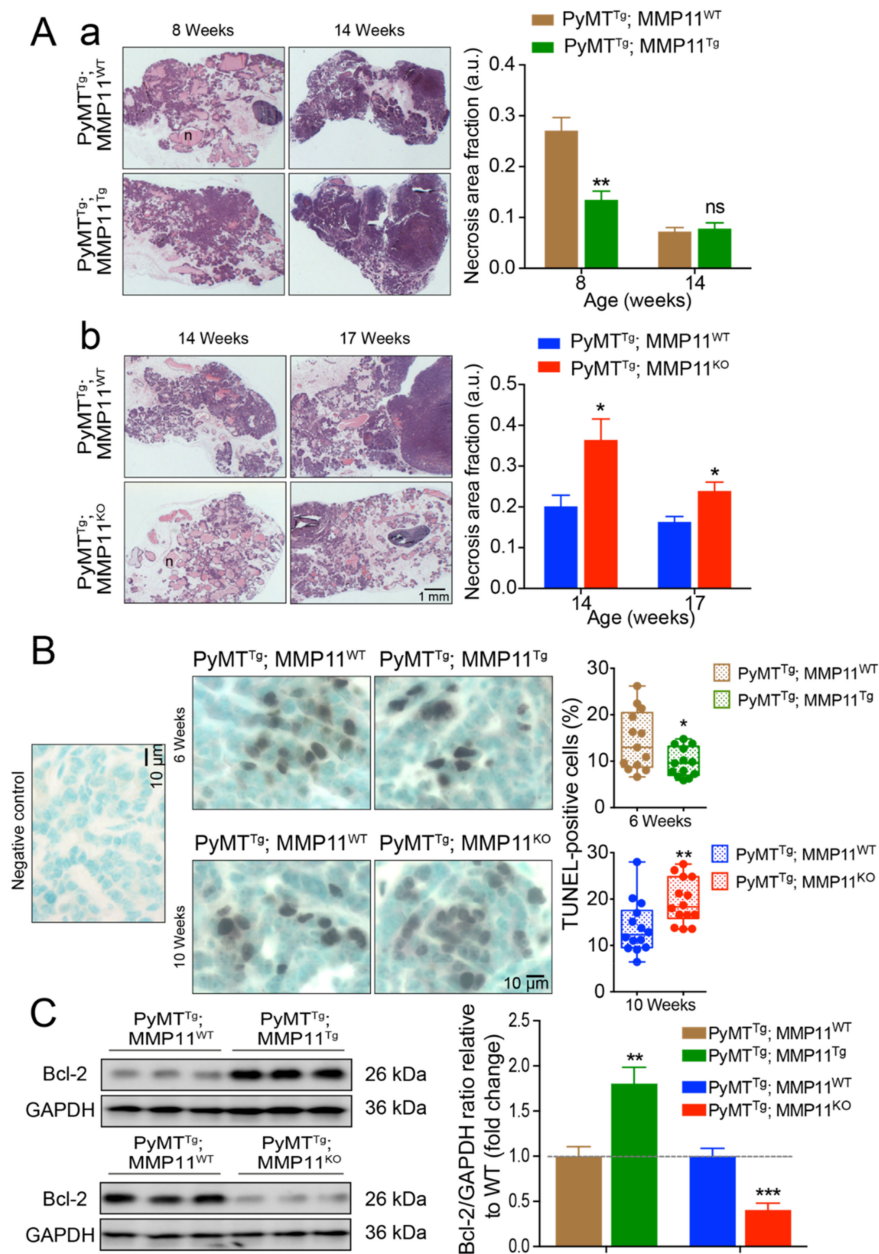 A
a
8 Weeks
14 Weeks
PyMTᵀᵍ;
MMP11ᵂᵀ
n
PyMTᵀᵍ;
MMP11ᵀᵍ
PyMTᵀᵍ; MMP11ᵂᵀ
PyMTᵀᵍ; MMP11ᵀᵍ
Necrosis area fraction (a.u.)
0.4
0.3
0.2
0.1
0.0
**
ns
8
14
Age (weeks)
b
14 Weeks
17 Weeks
PyMTᵀᵍ;
MMP11ᵂᵀ
PyMTᵀᵍ;
MMP11ᴷᴼ
n
1 mm
PyMTᵀᵍ; MMP11ᵂᵀ
PyMTᵀᵍ; MMP11ᴷᴼ
Necrosis area fraction (a.u.)
0.5
0.4
0.3
0.2
0.1
0.0
*
*
14
17
Age (weeks)
B
Negative control
10 µm
PyMTᵀᵍ; MMP11ᵂᵀ
PyMTᵀᵍ; MMP11ᵀᵍ
6 Weeks
PyMTᵀᵍ; MMP11ᵂᵀ
PyMTᵀᵍ; MMP11ᴷᴼ
10 Weeks
10 µm
TUNEL-positive cells (%)
30
20
10
0
*
6 Weeks
PyMTᵀᵍ; MMP11ᵂᵀ
PyMTᵀᵍ; MMP11ᵀᵍ
30
20
10
0
**
10 Weeks
PyMTᵀᵍ; MMP11ᵂᵀ
PyMTᵀᵍ; MMP11ᴷᴼ
C
PyMTᵀᵍ;
MMP11ᵂᵀ
PyMTᵀᵍ;
MMP11ᵀᵍ
Bcl-2
26 kDa
GAPDH
36 kDa
PyMTᵀᵍ;
MMP11ᵂᵀ
PyMTᵀᵍ;
MMP11ᴷᴼ
Bcl-2
26 kDa
GAPDH
36 kDa
Bcl-2/GAPDH ratio relative
to WT (fold change)
2.5
2.0
1.5
1.0
0.5
0.0
**
***
PyMTᵀᵍ; MMP11ᵂᵀ
PyMTᵀᵍ; MMP11ᵀᵍ
PyMTᵀᵍ; MMP11ᵂᵀ
PyMTᵀᵍ; MMP11ᴷᴼ